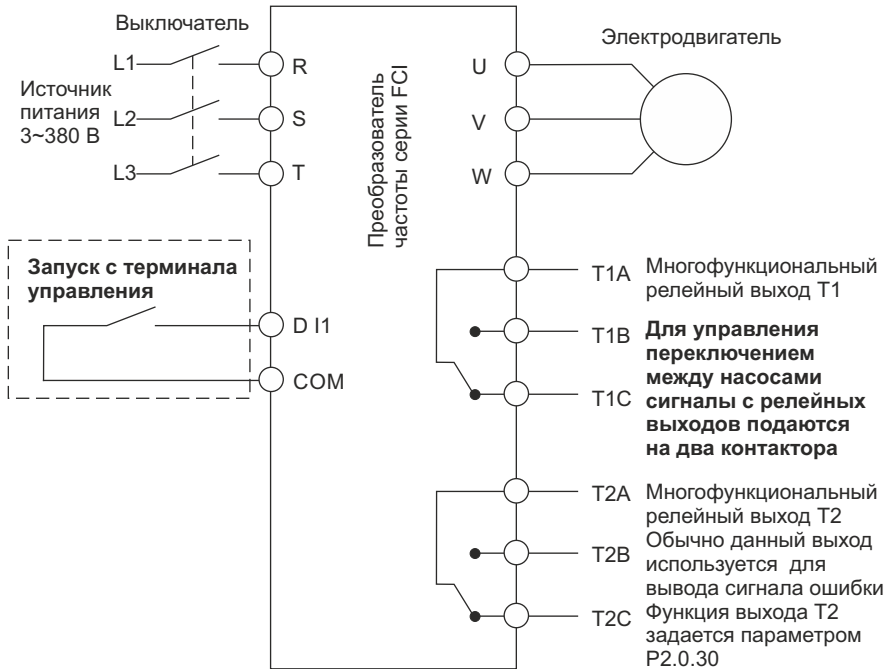 Выключатель
L1
L2
L3
Источник
питания
3~380 В
R
S
T
Преобразователь
частоты серии FCI
U
V
W
Электродвигатель
Запуск с терминала
управления
D I1
COM
T1A
Многофункциональный
релейный выход T1
T1B
T1C
Для управления
переключением
между насосами
сигналы с релейных
выходов подаются
на два контактора
T2A
Многофункциональный
релейный выход T2
T2B
Обычно данный выход
используется для
вывода сигнала ошибки
T2C
Функция выхода T2
задается параметром
P2.0.30